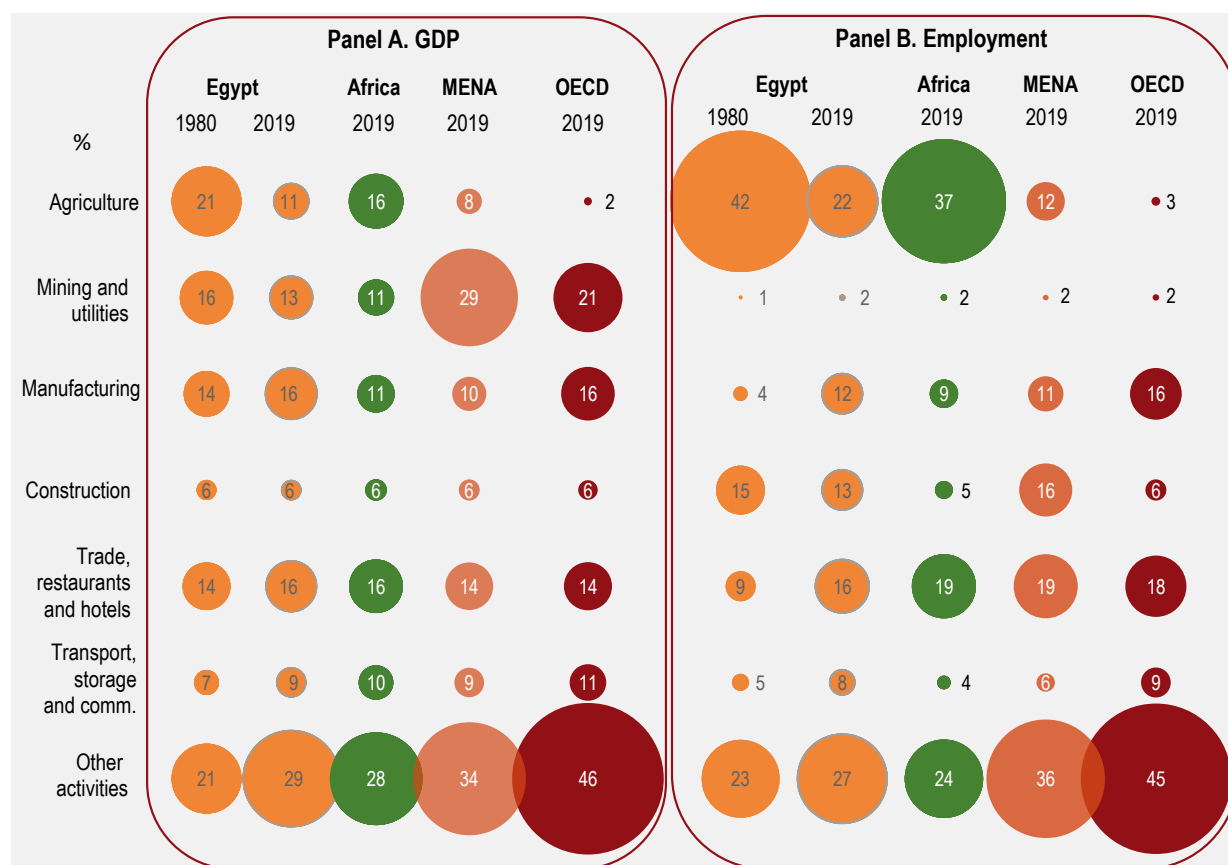 Panel A. GDP
Panel B. Employment
Egypt Africa MENA OECD
Egypt Africa MENA OECD
1980 2019 2019 2019 2019
1980 2019 2019 2019 2019
%
Agriculture 21 11 16 8 2 42 22 37 12 3
Mining and
utilities 16 13 11 29 21 1 2 2 2 2
Manufacturing 14 16 11 10 16 4 12 9 11 16
Construction 6 6 6 6 6 15 13 5 16 6
Trade,
restaurants
and hotels 14 16 16 14 14 9 16 19 19 18
Transport,
storage
and comm. 7 9 10 9 11 5 8 4 6 9
Other
activities 21 29 28 34 46 23 27 24 36 45